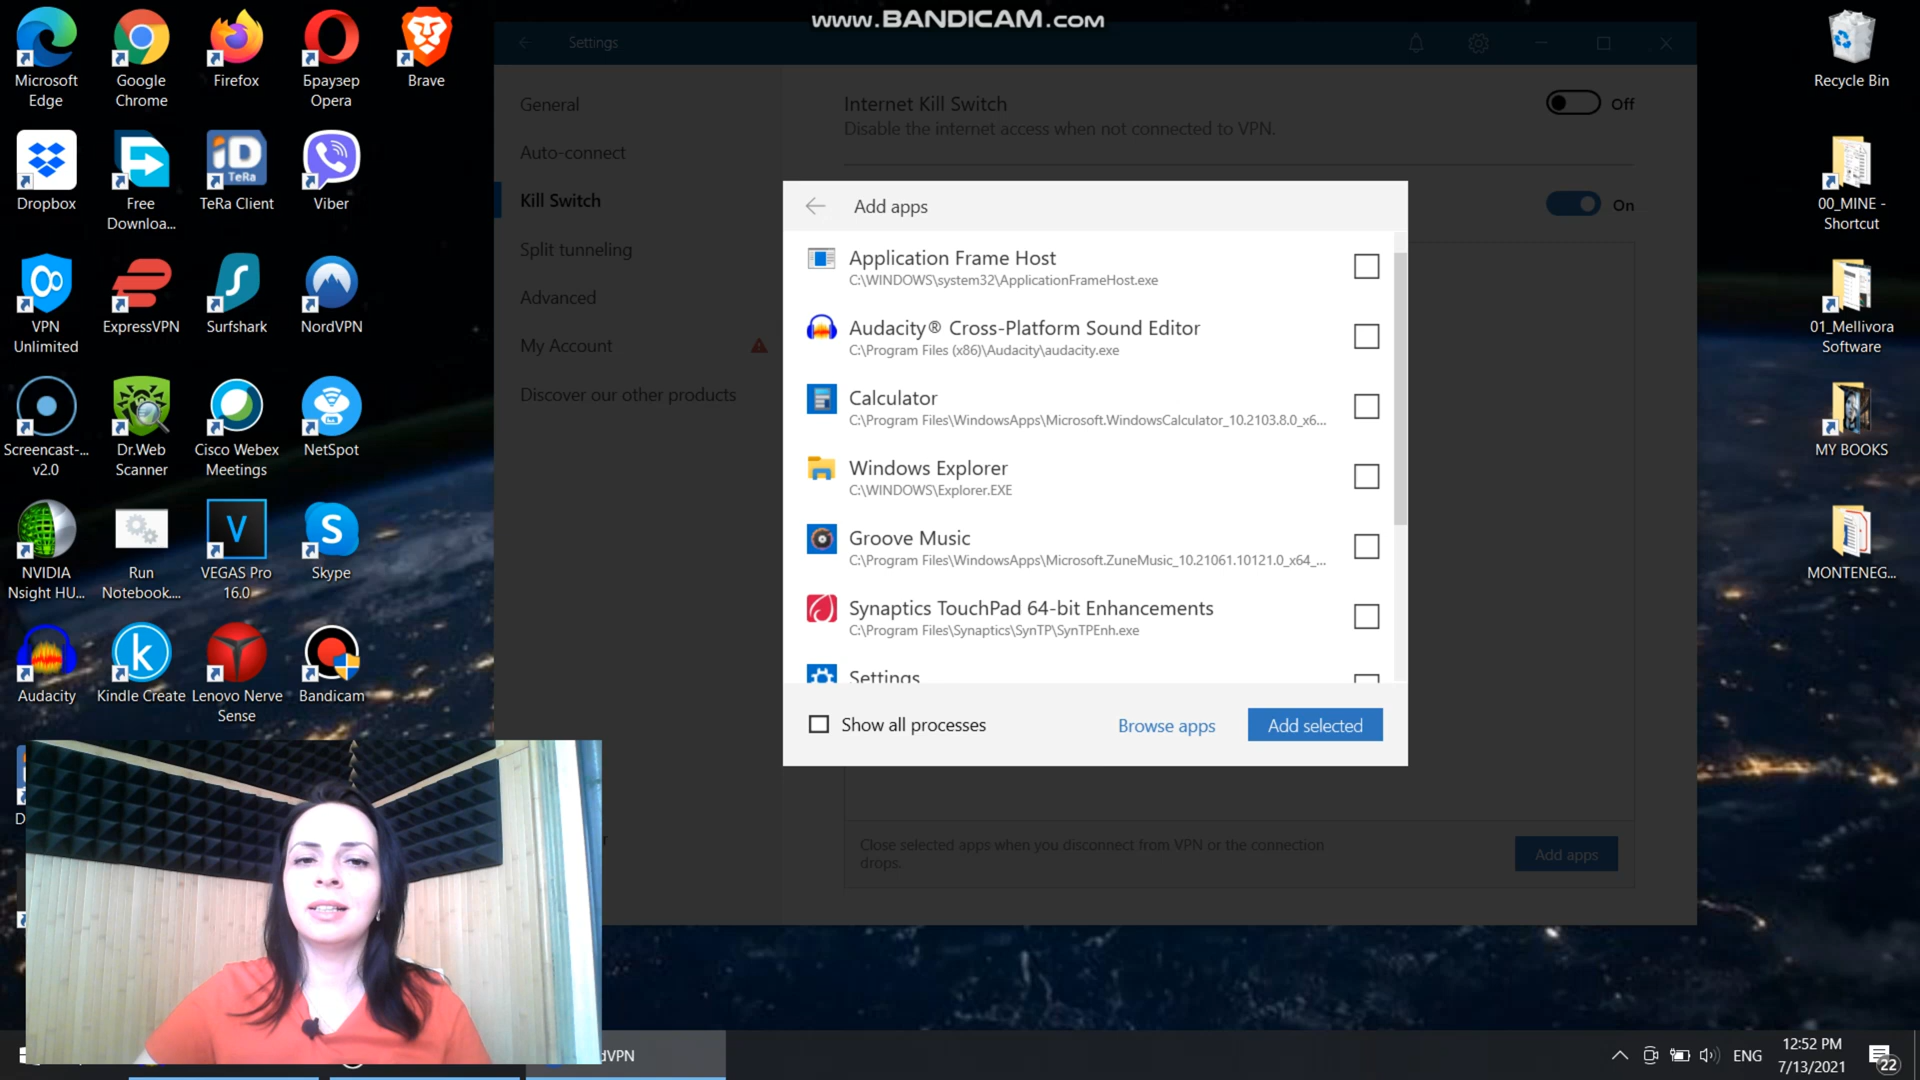 www.BANDICAM.com
Microsoft
Edge
Google
Chrome
Firefox
Браузер
Opera
Brave
Dropbox
Free
Downloa...
TeRa Client
Viber
VPN
Unlimited
ExpressVPN
Surfshark
NordVPN
Screencast-...
v2.0
Dr.Web
Scanner
Cisco Webex
Meetings
NetSpot
NVIDIA
Nsight HU...
Run
Notebook....
VEGAS Pro
16.0
Skype
Audacity
Kindle Create
Lenovo Nerve
Sense
Bandicam
iD
TeRa
V
S
k
Settings
General
Auto-connect
Kill Switch
Split tunneling
Advanced
My Account
Discover our other products
Internet Kill Switch
Off
Disable the internet access when not connected to VPN.
On
Add apps
Application Frame Host
C:\WINDOWS\system32\ApplicationFrameHost.exe
Audacity® Cross-Platform Sound Editor
C:\Program Files (x86)\Audacity\audacity.exe
Calculator
C:\Program Files\WindowsApps\Microsoft.WindowsCalculator_10.2103.8.0_x6...
Windows Explorer
C:\WINDOWS\Explorer.EXE
Groove Music
C:\Program Files\WindowsApps\Microsoft.ZuneMusic_10.21061.10121.0_x64_...
Synaptics TouchPad 64-bit Enhancements
C:\Program Files\Synaptics\SynTP\SynTPEnh.exe
Settings
Show all processes
Browse apps
Add selected
Close selected apps when you disconnect from VPN or the connection
drops.
Add apps
Recycle Bin
00_MINE -
Shortcut
01_Mellivora
Software
MY BOOKS
MONTENEG...
D
dVPN
ENG
12:52 PM
7/13/2021
22